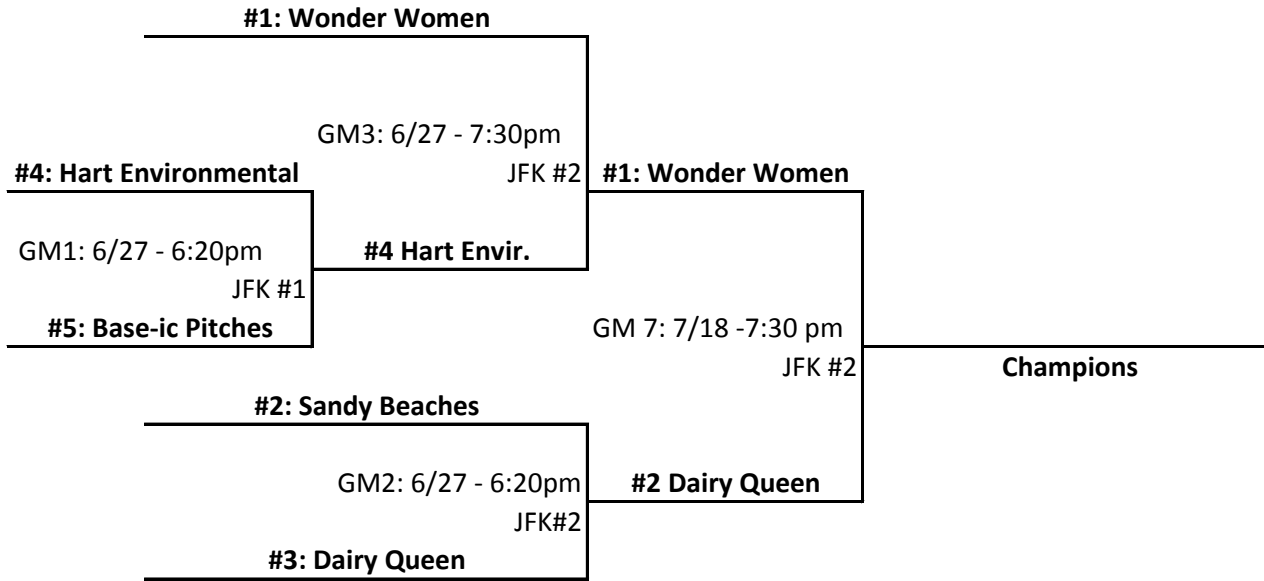 #1: Wonder Women
GM3: 6/27 - 7:30pm
#4: Hart Environmental
JFK #2
#1: Wonder Women
GM1: 6/27 - 6:20pm
#4 Hart Envir.
JFK #1
#5: Base-ic Pitches
GM 7: 7/18 -7:30 pm
JFK #2
Champions
#2: Sandy Beaches
GM2: 6/27 - 6:20pm
#2 Dairy Queen
JFK#2
#3: Dairy Queen